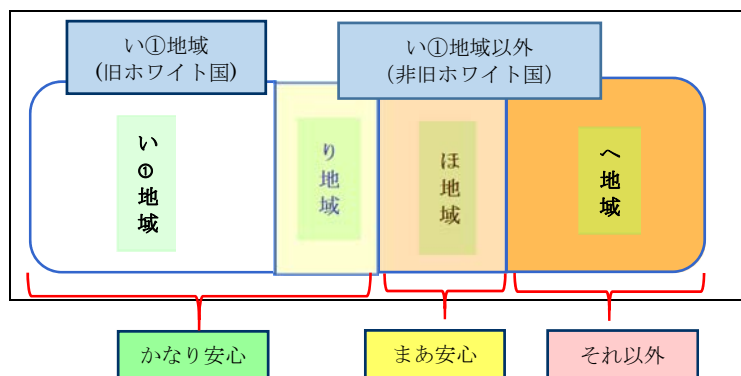 い①地域
(旧ホワイト国)
い①地域以外
（非旧ホワイト国）
い①地域
り地域
ほ地域
へ地域
かなり安心
まあ安心
それ以外